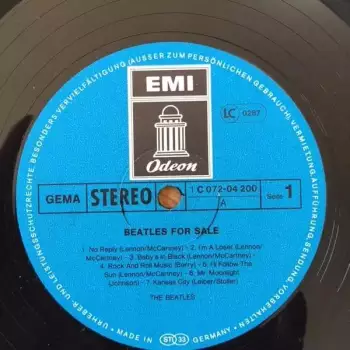 (AUSSER ZUM PERSÖNLICHEN GEBRAUCH), VERMIETUNG, AUFFÜHRUNG, SENDUNG VORBEHALTEN
URHEBER- UND LEISTUNGSSCHUTZRECHTE, BESONDERS VERVIELFÄLTIGUNG
EMI
Odeon
LC 0287
GEMA
STEREO
1 C 072-04 200
A
Seite 1
BEATLES FOR SALE
1. No Reply (Lennon/McCartney) - 2. I'm A Loser (Lennon/
McCartney) - 3. Baby's In Black (Lennon/McCartney) -
4. Rock And Roll Music (Berry) - 5. I'll Follow The
Sun (Lennon/McCartney) - 6. Mr. Moonlight
(Johnson) - 7. Kansas City (Leiber/Stoller)
THE BEATLES
MADE IN GERMANY
ST 33